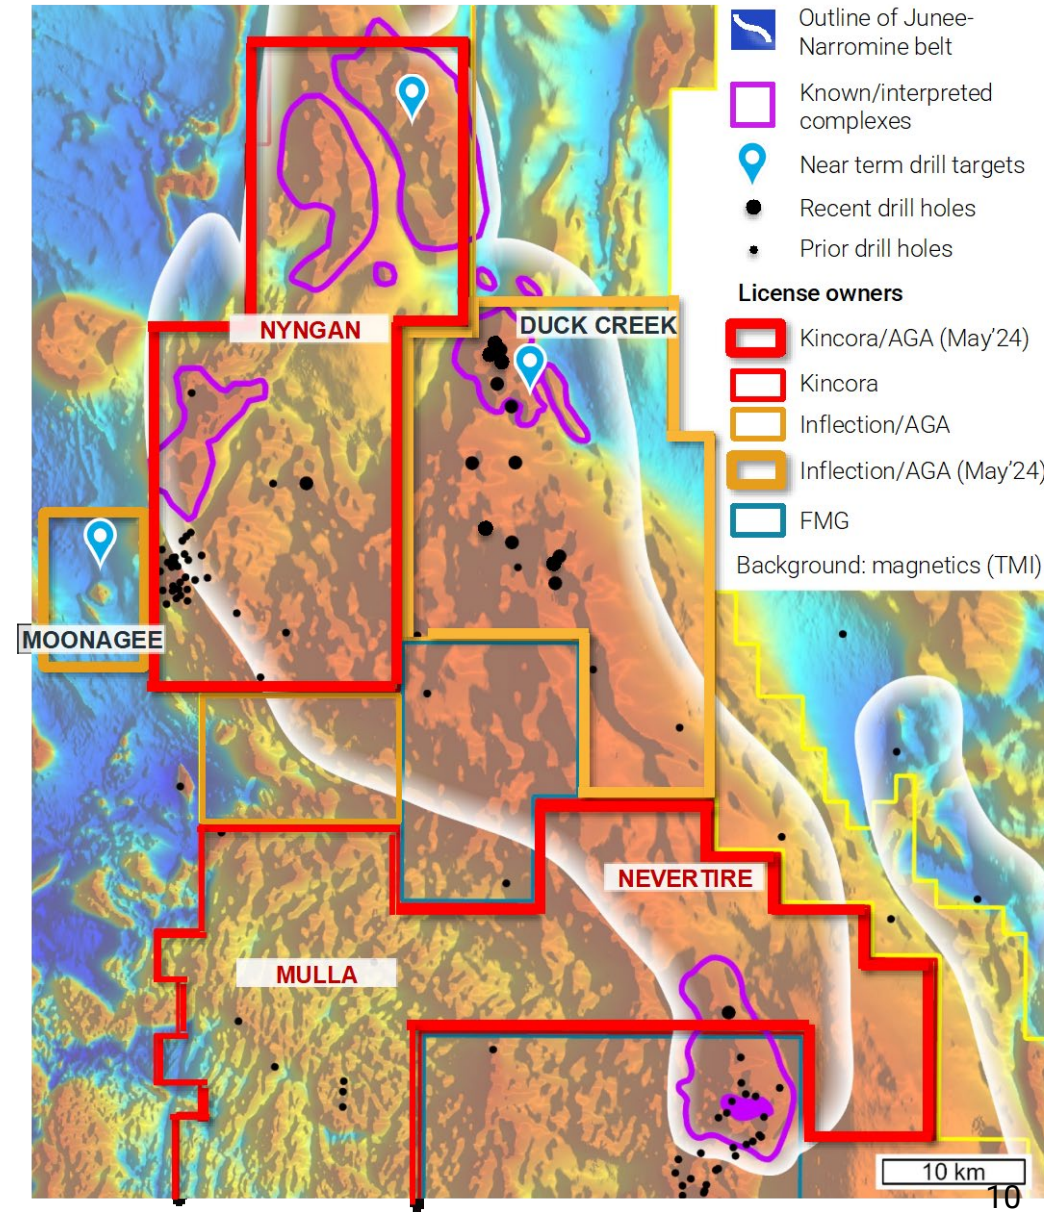 Outline of Junee-
Narromine belt
Known/interpreted
complexes
Near term drill targets
Recent drill holes
Prior drill holes
License owners
Kincora/AGA (May'24)
Kincora
Inflection/AGA
Inflection/AGA (May'24)
FMG
Background: magnetics (TMI)
NYNGAN
DUCK CREEK
MOONAGEE
NEVERTIRE
MULLA
10 km
10